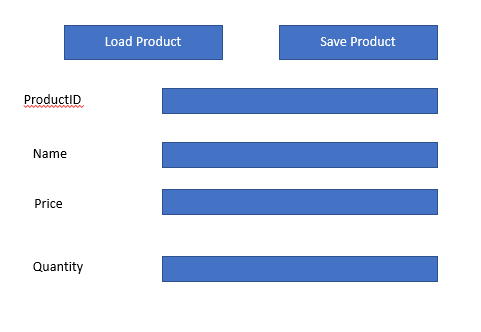 Load Product
Save Product
ProductID
Name
Price
Quantity